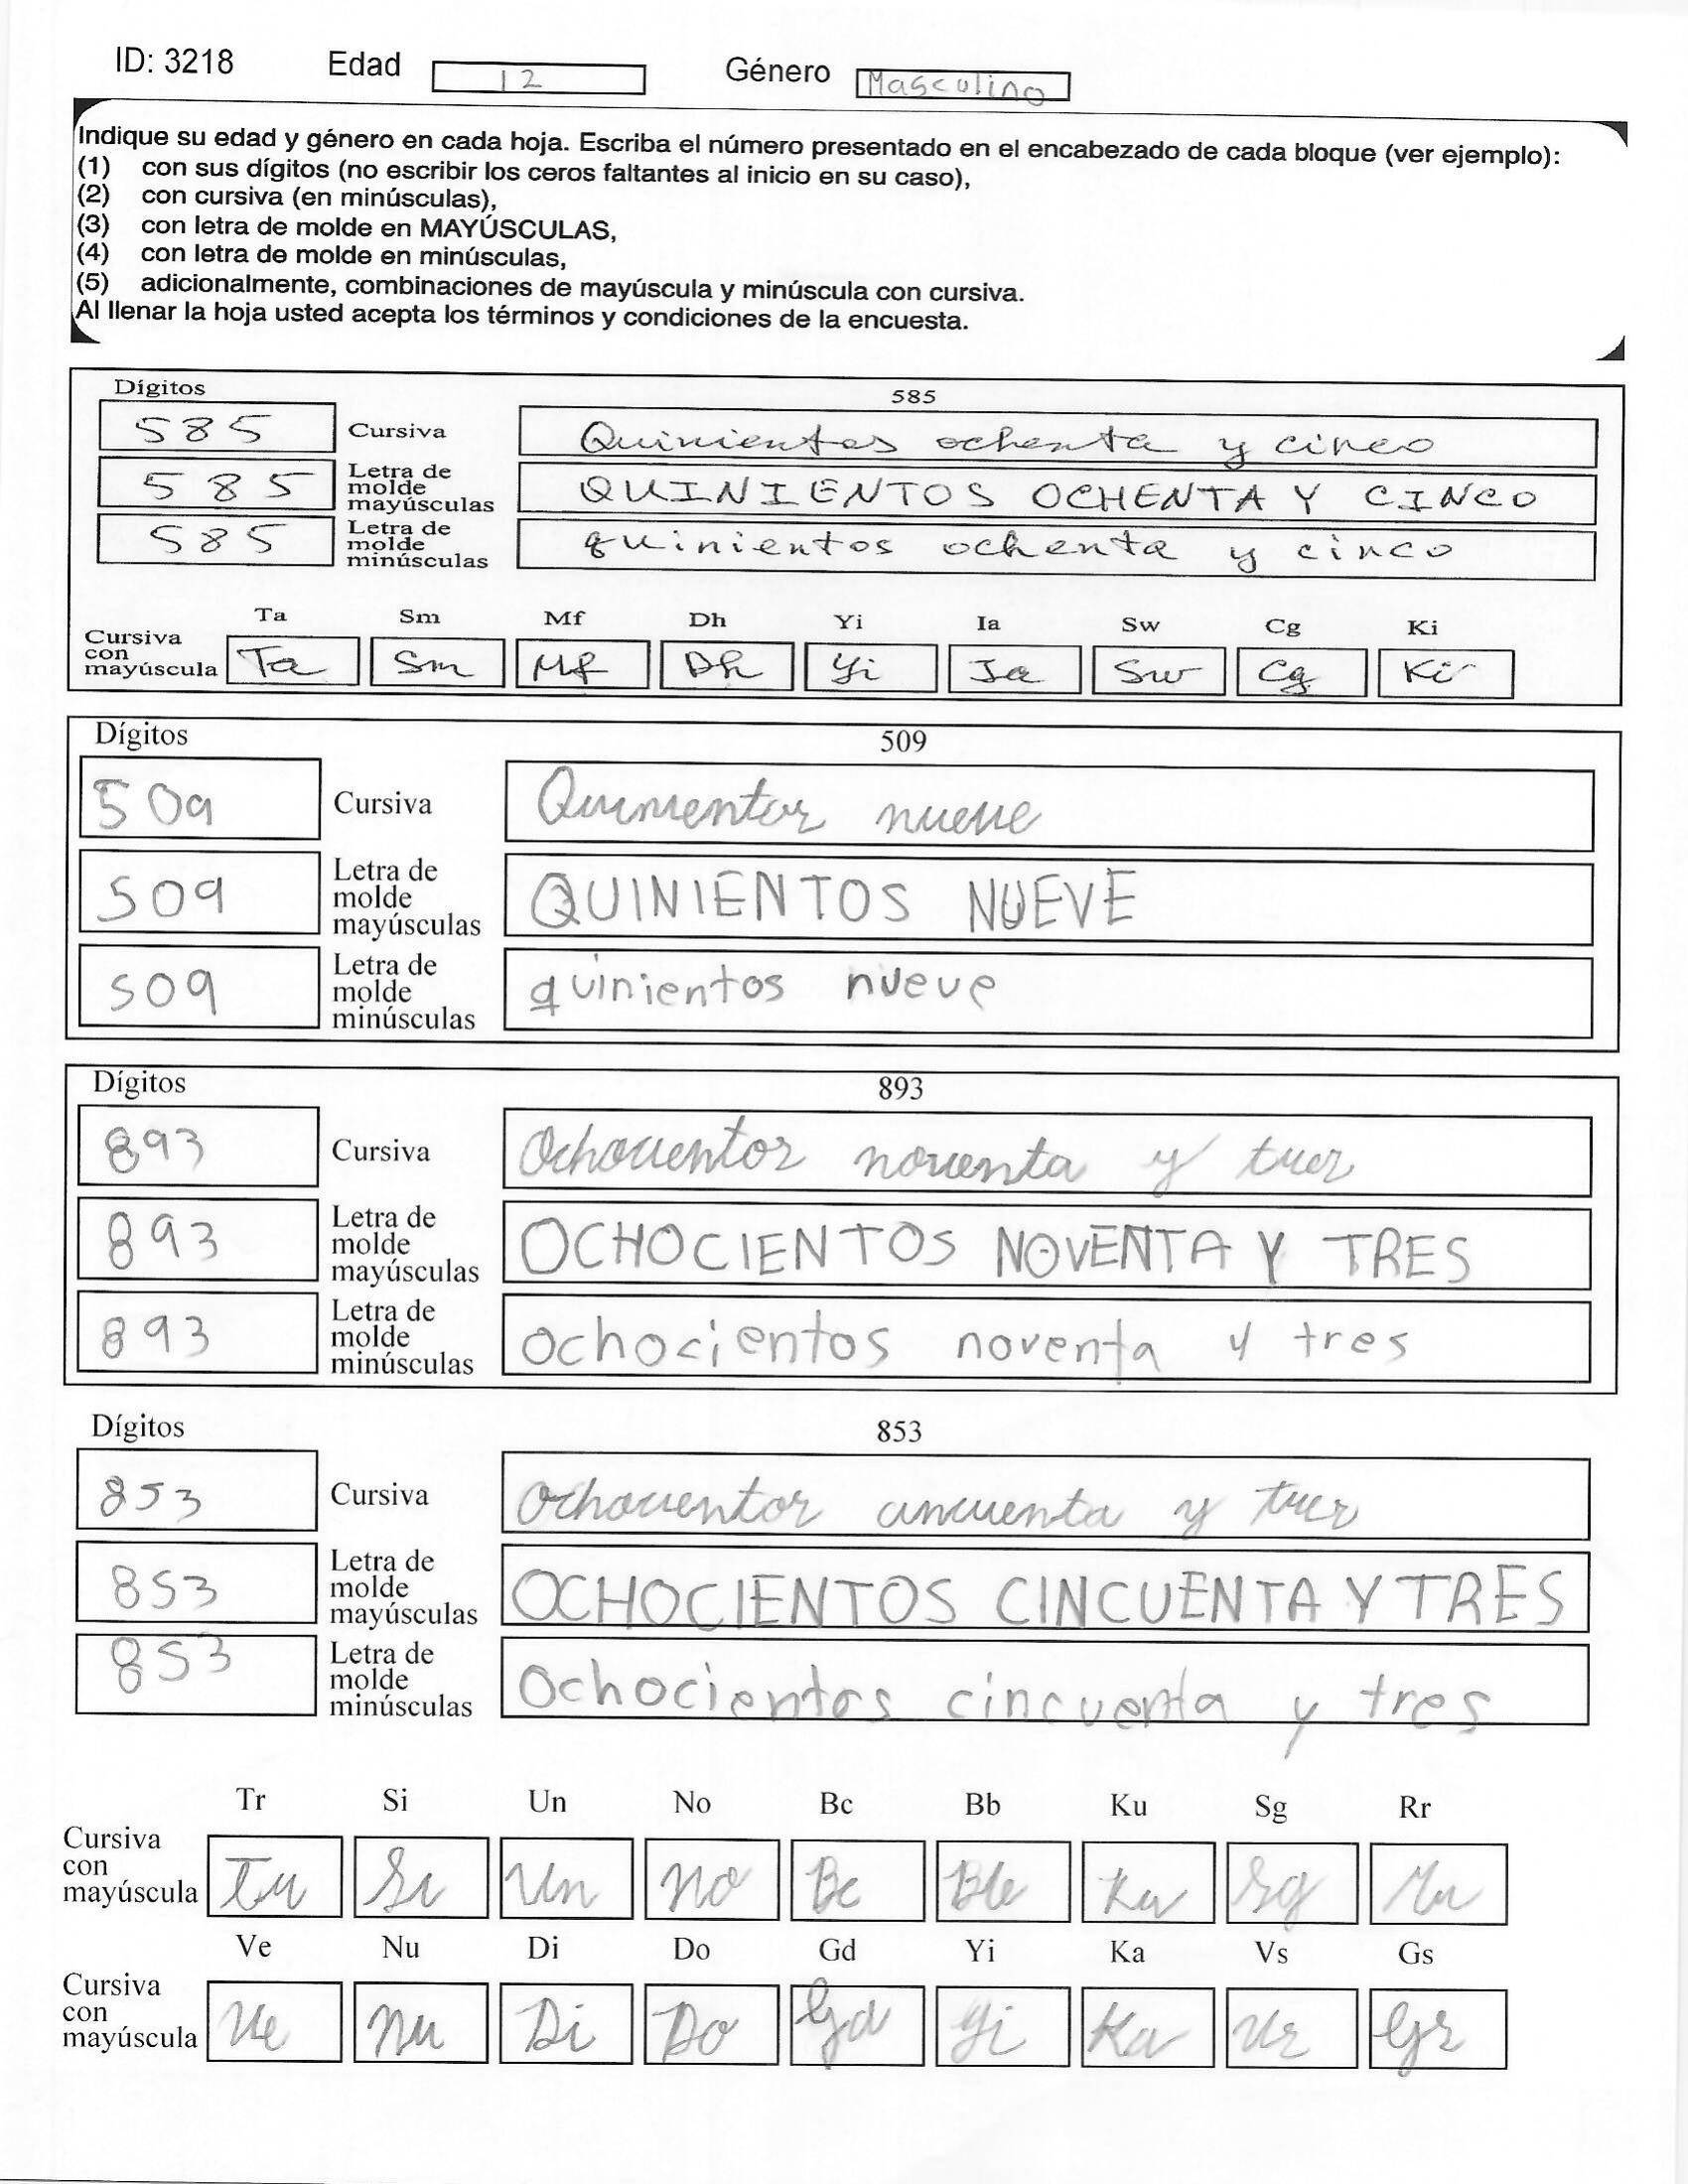 ID: 3218 Edad 12 Género Masculino
Indique su edad y género en cada hoja. Escriba el número presentado en el encabezado de cada bloque (ver ejemplo):
(1) con sus dígitos (no escribir los ceros faltantes al inicio en su caso),
(2) con cursiva (en minúsculas),
(3) con letra de molde en MAYÚSCULAS,
(4) con letra de molde en minúsculas,
(5) adicionalmente, combinaciones de mayúscula y minúscula con cursiva.
Al llenar la hoja usted acepta los términos y condiciones de la encuesta.
Dígitos 585
585 Cursiva Quinientos ochenta y cinco
585 Letra de molde mayúsculas QUINIENTOS OCHENTA Y CINCO
585 Letra de molde minúsculas quinientos ochenta y cinco
Ta Sm Mf Dh Yi Ia Sw Cg Ki
Cursiva con mayúscula Ta Sm Mf Dh Yi Ia Sw Cg Ki
Dígitos 509
509 Cursiva Quinientos nueve
509 Letra de molde mayúsculas QUINIENTOS NUEVE
509 Letra de molde minúsculas quinientos nueve
Dígitos 893
893 Cursiva Ochocientos noventa y tres
893 Letra de molde mayúsculas OCHOCIENTOS NOVENTA Y TRES
893 Letra de molde minúsculas ochocientos noventa y tres
Dígitos 853
853 Cursiva Ochocientos cincuenta y tres
853 Letra de molde mayúsculas OCHOCIENTOS CINCUENTA Y TRES
853 Letra de molde minúsculas Ochocientos cincuenta y tres
Tr Si Un No Bc Bb Ku Sg Rr
Cursiva con mayúscula Tr Si Un No Bc Bb Ku Sg Rr
Ve Nu Di Do Gd Yi Ka Vs Gs
Cursiva con mayúscula Ve Nu Di Do Gd Yi Ka Vs Gs